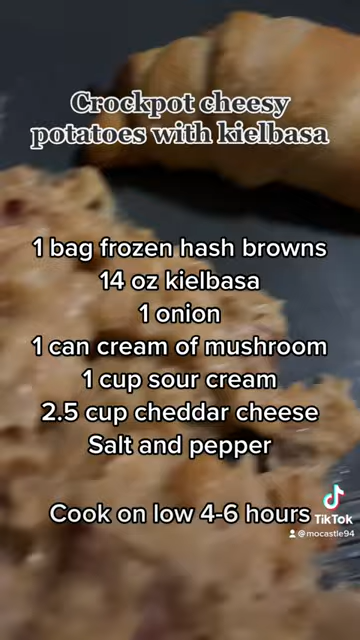 Crockpot cheesy
potatoes with kielbasa
1 bag frozen hash browns
14 oz kielbasa
1 onion
1 can cream of mushroom
1 cup sour cream
2.5 cup cheddar cheese
Salt and pepper
Cook on low 4-6 hours
TikTok
@mocastle94